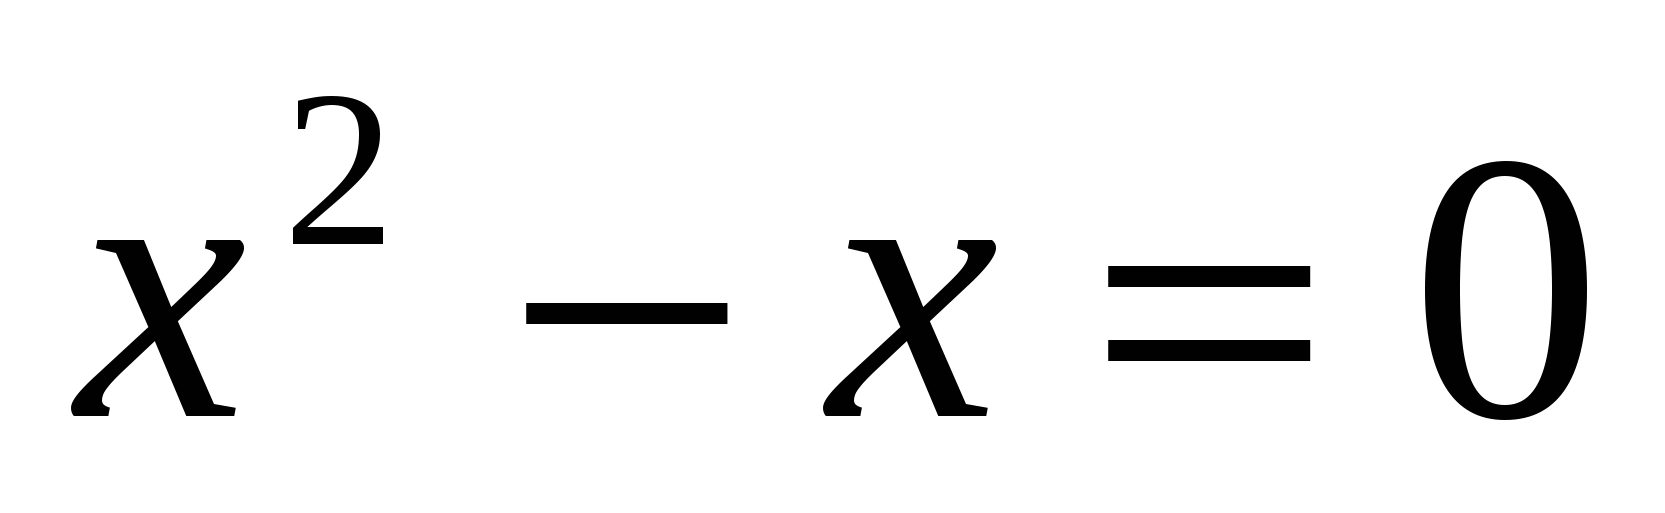 x² − x = 0